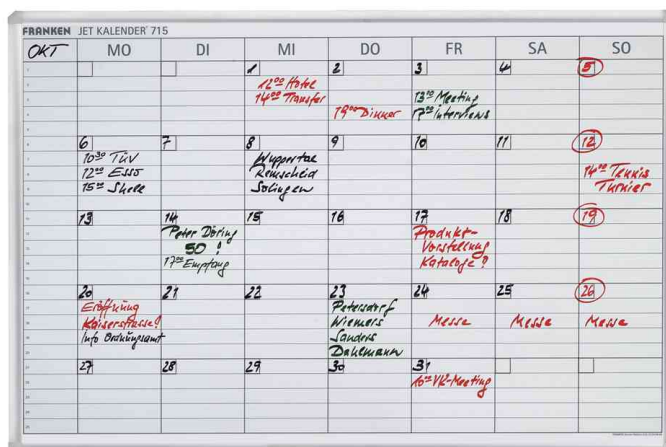 FRANKEN JET KALENDER 715
OKT MO DI MI DO FR SA SO
1 2 3 4 5
12⁰⁰ Hotel
14⁰⁰ Transfer
19⁰⁰ Dinner
13⁰⁰ Meeting
17⁰⁰ Interviews
6 7 8 9 10 11 12
10³⁰ TÜV
12⁰⁰ ESSO
15⁰⁰ Shell
Wuppertal
Remscheid
Solingen
14⁰⁰ Tennis
Turnier
13 14 15 16 17 18 19
Peter Döring
50!
17⁰⁰ Empfang
Produkt-
Vorstellung
Kataloge?
20 21 22 23 24 25 26
Eröffnung
Kaiserstrasse!
Info Ordnungsamt
Petersdorf
Wiemers
Sanders
Dahlemann
Messe Messe Messe
27 28 29 30 31
10⁰⁰ VK-Meeting